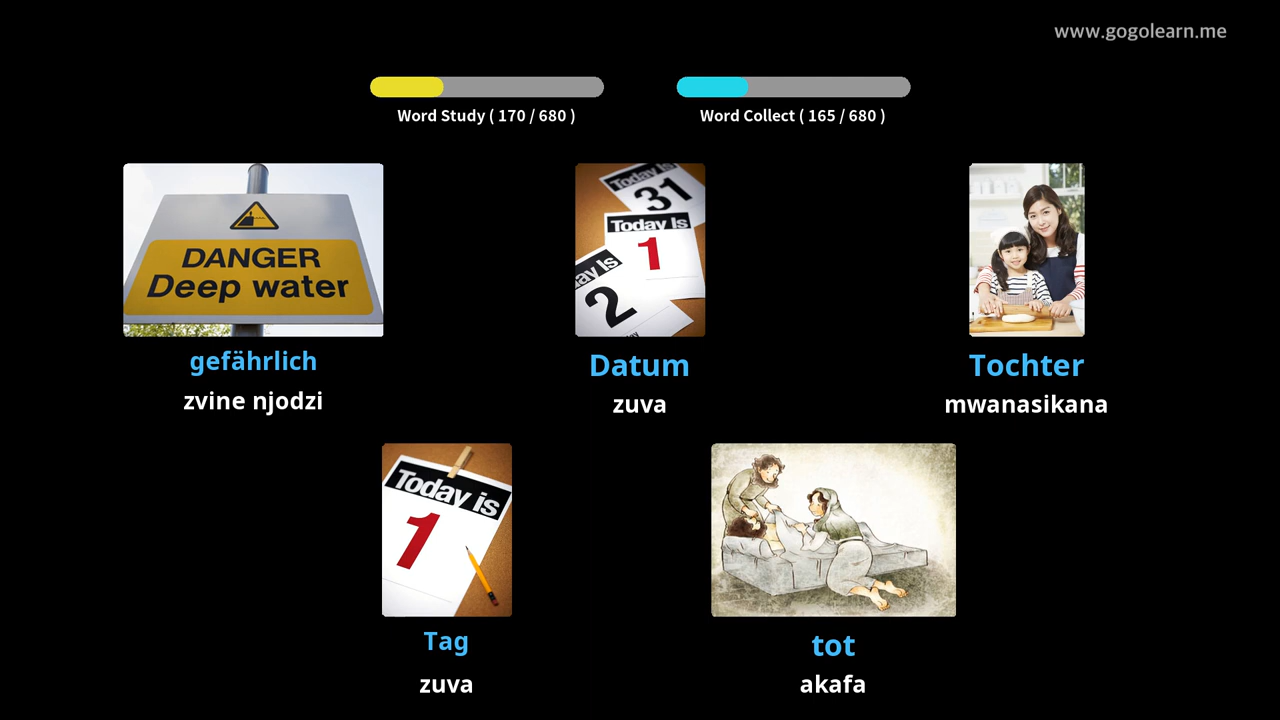 www.gogolearn.me
Word Study ( 170 / 680 )
Word Collect ( 165 / 680 )
DANGER
Deep water
Today Is
31
Today Is
1
ay Is
2
gefährlich
zvine njodzi
Datum
zuva
Tochter
mwanasikana
Today is
1
Tag
zuva
tot
akafa